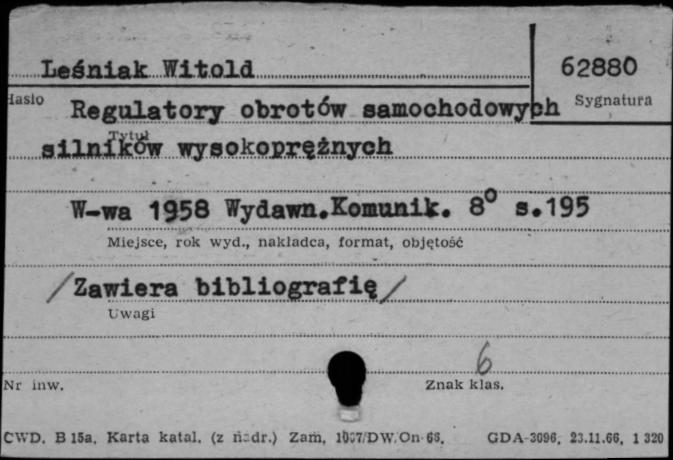 Leśniak Witold 62880
Hasło Sygnatura
Regulatory obrotów samochodowych
Tytuł
silników wysokoprężnych
W-wa 1958 Wydawn.Komunik. 8⁰ s.195
Miejsce, rok wyd., nakładca, format, objętość
/Zawiera bibliografię/
Uwagi
6
Nr inw. Znak klas.
CWD. B 15a. Karta katal. (z nadr.) Zam. DW.On-66. GDA-3096. 23.11.66. 1 320